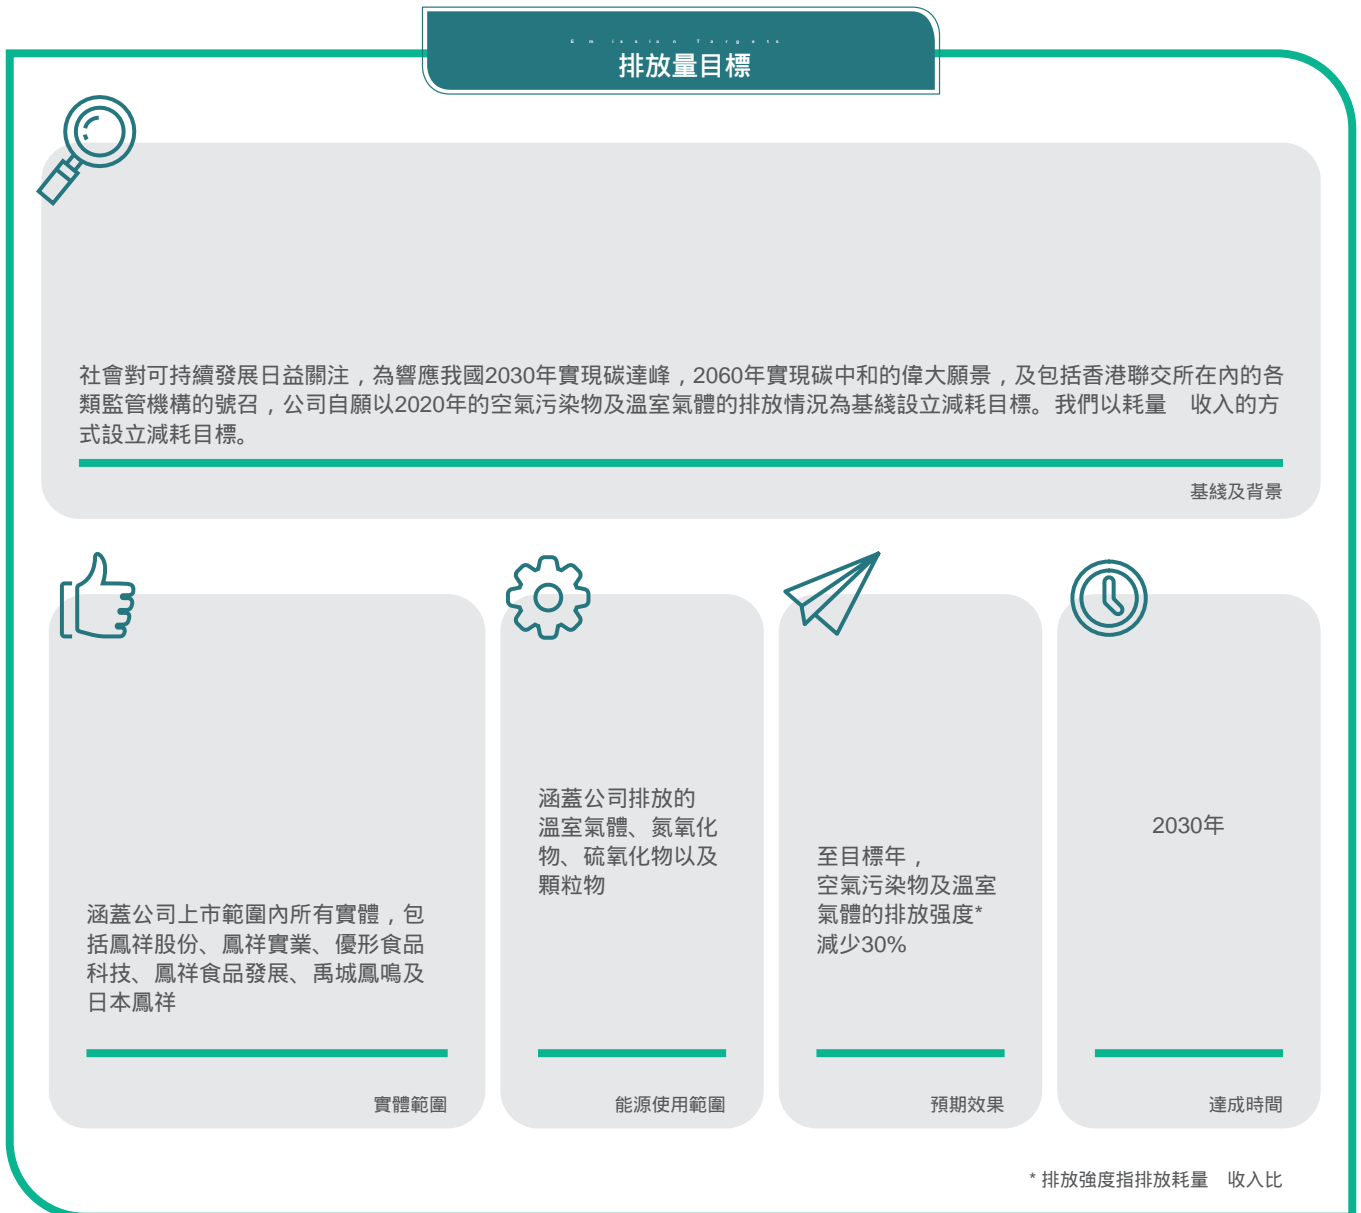 Emission Targets
排放量目標
社會對可持續發展日益關注，為響應我國2030年實現碳達峰，2060年實現碳中和的偉大願景，及包括香港聯交所在內的各
類監管機構的號召，公司自願以2020年的空氣污染物及溫室氣體的排放情況為基綫設立減耗目標。我們以耗量　收入的方
式設立減耗目標。
基綫及背景
涵蓋公司上市範圍內所有實體，包
括鳳祥股份、鳳祥實業、優形食品
科技、鳳祥食品發展、禹城鳳鳴及
日本鳳祥
實體範圍
涵蓋公司排放的
溫室氣體、氮氧化
物、硫氧化物以及
顆粒物
能源使用範圍
至目標年，
空氣污染物及溫室
氣體的排放强度*
減少30%
預期效果
2030年
達成時間
* 排放強度指排放耗量　收入比